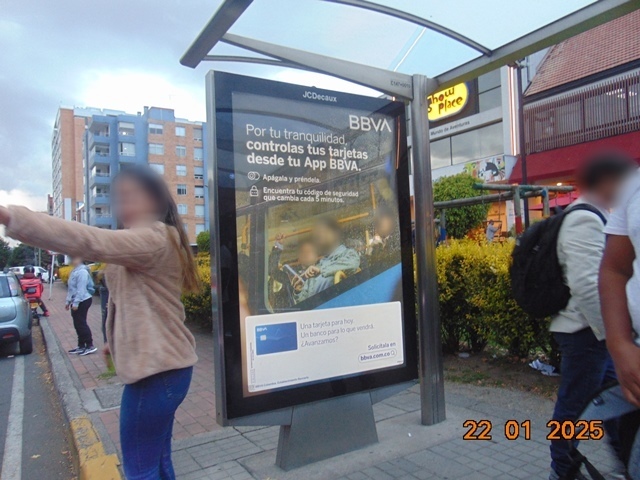 JCDecaux
BBVA
Por tu tranquilidad,
controlas tus tarjetas
desde tu App BBVA.
Apágala y préndela.
Encuentra tu código de seguridad
que cambia cada 5 minutos.
Una tarjeta para hoy.
Un banco para lo que vendrá.
¿Avanzamos?
Solicítala en
bbva.com.co
Show
place
22 01 2025